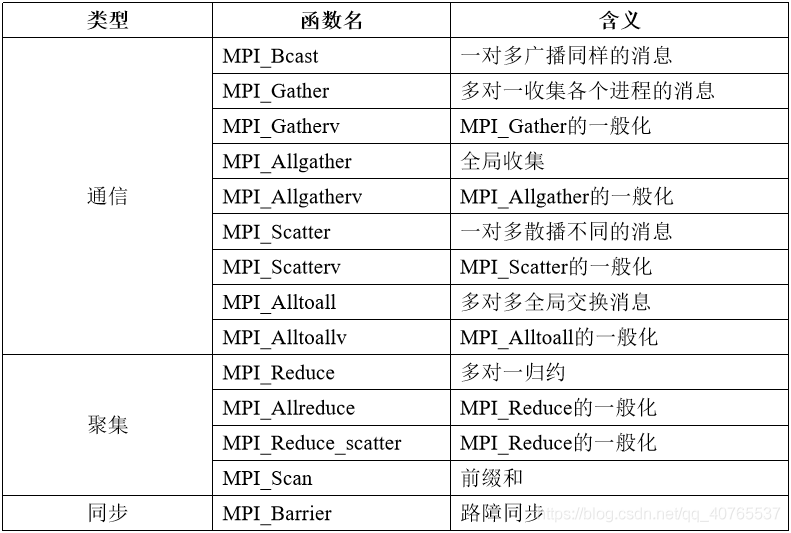 类型 函数名 含义
通信
MPI_Bcast 一对多广播同样的消息
MPI_Gather 多对一收集各个进程的消息
MPI_Gatherv MPI_Gather的一般化
MPI_Allgather 全局收集
MPI_Allgatherv MPI_Allgather的一般化
MPI_Scatter 一对多散播不同的消息
MPI_Scatterv MPI_Scatter的一般化
MPI_Alltoall 多对多全局交换消息
MPI_Alltoallv MPI_Alltoall的一般化
聚集
MPI_Reduce 多对一归约
MPI_Allreduce MPI_Reduce的一般化
MPI_Reduce_scatter MPI_Reduce的一般化
MPI_Scan 前缀和
同步 MPI_Barrier 路障同步
https://blog.csdn.net/qq_40765537